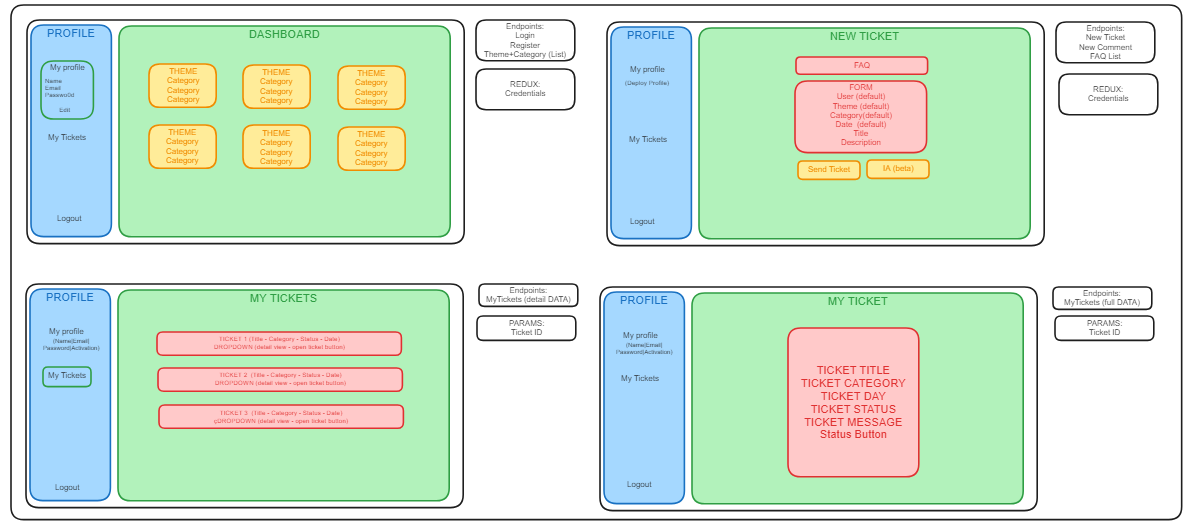 PROFILE
My profile
Name
Email
Passwo0d
Edit
My Tickets
Logout
DASHBOARD
THEME
Category
Category
Category
THEME
Category
Category
Category
THEME
Category
Category
Category
THEME
Category
Category
Category
THEME
Category
Category
Category
THEME
Category
Category
Category
Endpoints:
Login
Register
Theme+Category (List)
REDUX:
Credentials
PROFILE
My profile
(Deploy Profile)
My Tickets
Logout
NEW TICKET
FAQ
FORM
User (default)
Theme (default)
Category(default)
Date (default)
Title
Description
Send Ticket
IA (beta)
Endpoints:
New Ticket
New Comment
FAQ List
REDUX:
Credentials
PROFILE
My profile
(Name|Email
Password|Activation)
My Tickets
Logout
MY TICKETS
TICKET 1 (Title - Category - Status - Date)
DROPDOWN (detail view - open ticket button)
TICKET 2 (Title - Category - Status - Date)
DROPDOWN (detail view - open ticket button)
TICKET 3 (Title - Category - Status - Date)
çDROPDOWN (detail view - open ticket button)
Endpoints:
MyTickets (detail DATA)
PARAMS:
Ticket ID
PROFILE
My profile
(Name|Email
Password|Activation)
My Tickets
Logout
MY TICKET
TICKET TITLE
TICKET CATEGORY
TICKET DAY
TICKET STATUS
TICKET MESSAGE
Status Button
Endpoints:
MyTickets (full DATA)
PARAMS:
Ticket ID